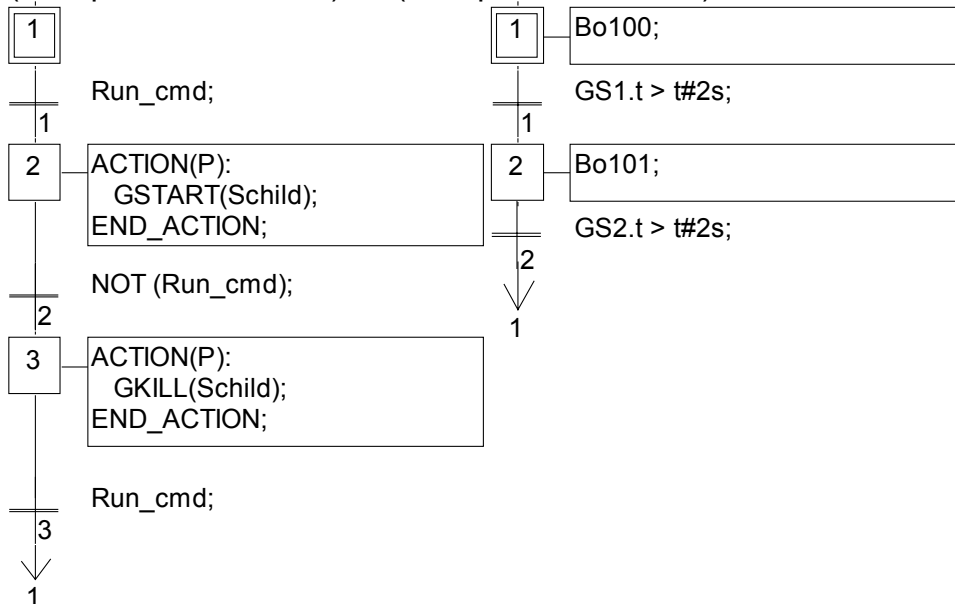 1
Run_cmd;
1
2
ACTION(P):
GSTART(Schild);
END_ACTION;
NOT (Run_cmd);
2
3
ACTION(P):
GKILL(Schild);
END_ACTION;
Run_cmd;
3
1
1
Bo100;
GS1.t > t#2s;
1
2
Bo101;
GS2.t > t#2s;
2
1